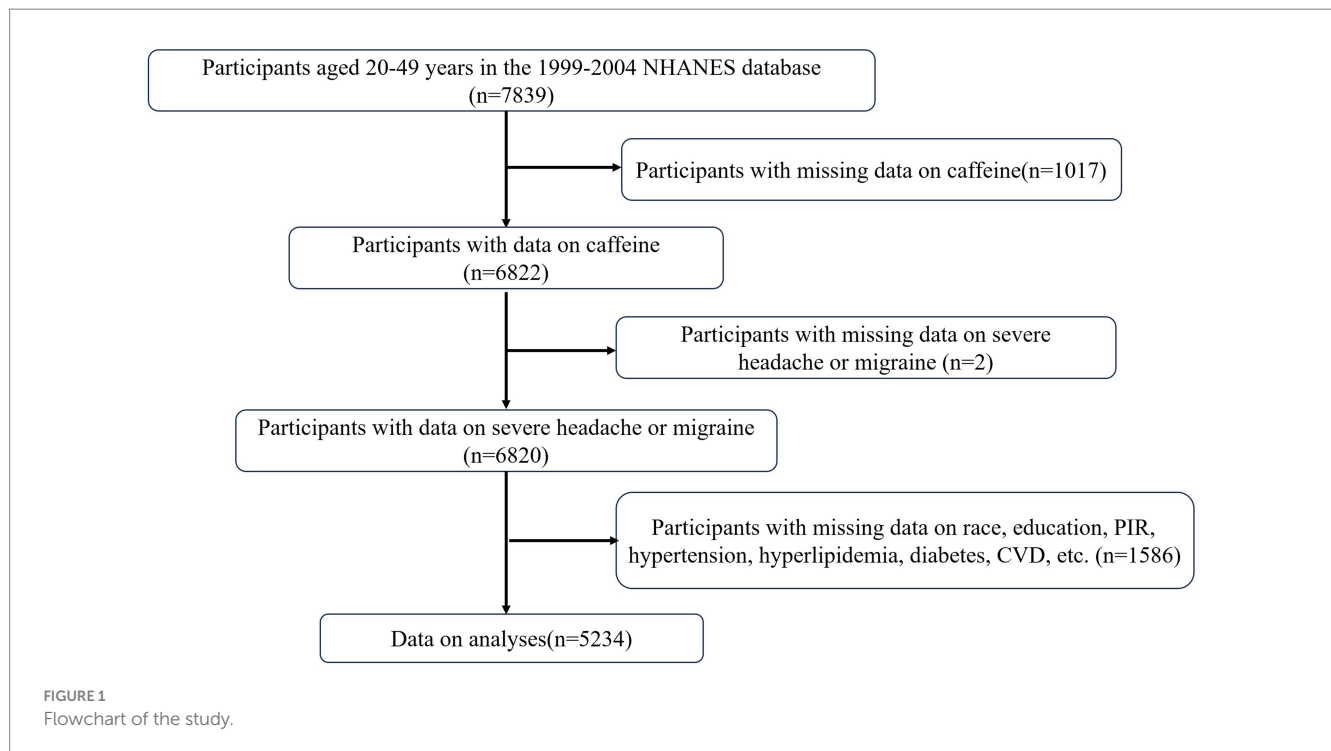 Participants aged 20-49 years in the 1999-2004 NHANES database
(n=7839)
Participants with missing data on caffeine(n=1017)
Participants with data on caffeine
(n=6822)
Participants with missing data on severe
headache or migraine (n=2)
Participants with data on severe headache or migraine
(n=6820)
Participants with missing data on race, education, PIR,
hypertension, hyperlipidemia, diabetes, CVD, etc. (n=1586)
Data on analyses(n=5234)
FIGURE 1
Flowchart of the study.